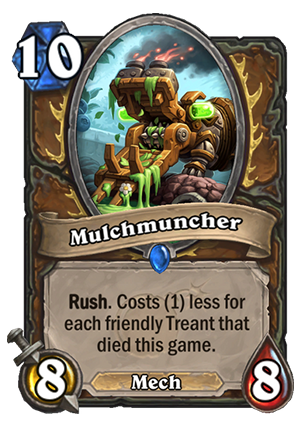 10
Mulchmuncher
Rush. Costs (1) less for
each friendly Treant that
died this game.
8
Mech
8